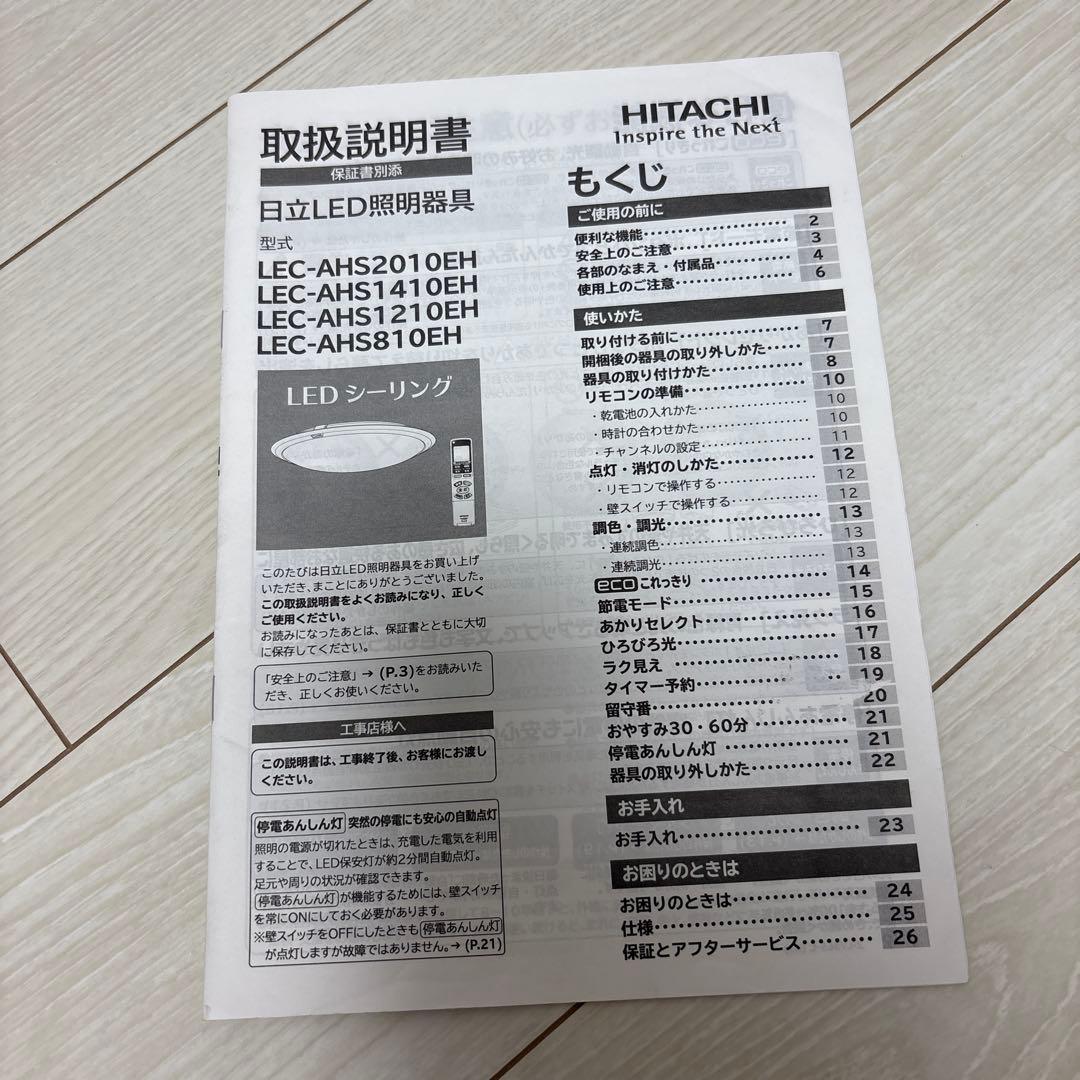 取扱説明書
保証書別添
日立LED照明器具
型式
LEC-AHS2010EH
LEC-AHS1410EH
LEC-AHS1210EH
LEC-AHS810EH
LED シーリング
このたびは日立LED照明器具をお買い上げ
いただき、まことにありがとうございました。
この取扱説明書をよくお読みになり、正しく
ご使用ください。
お読みになったあとは、保証書とともに大切
に保存してください。
「安全上のご注意」→ (P.3)をお読みいた
だき、正しくお使いください。
工事店様へ
この説明書は、工事終了後、お客様にお渡し
ください。
停電あんしん灯 突然の停電にも安心の自動点灯
照明の電源が切れたときは、充電した電気を利用
することで、LED保安灯が約2分間自動点灯。
足元や周りの状況が確認できます。
停電あんしん灯が機能するためには、壁スイッチ
を常にONにしておく必要があります。
※壁スイッチをOFFにしたときも停電あんしん灯
が点灯しますが故障ではありません。→ (P.21)
HITACHI
Inspire the Next
もくじ
ご使用の前に
便利な機能 2
安全上のご注意 3
各部のなまえ・付属品 4
使用上のご注意 6
使いかた
取り付ける前に 7
開梱後の器具の取り外しかた 7
器具の取り付けかた 8
リモコンの準備 10
・乾電池の入れかた 10
・時計の合わせかた 10
・チャンネルの設定 11
点灯・消灯のしかた 12
・リモコンで操作する 12
・壁スイッチで操作する 12
調色・調光 13
・連続調色 13
・連続調光 13
eco これっきり 14
節電モード 15
あかりセレクト 16
ひろびろ光 17
ラク見え 18
タイマー予約 19
留守番 20
おやすみ30・60分 21
停電あんしん灯 21
器具の取り外しかた 22
お手入れ
お手入れ 23
お困りのときは
お困りのときは 24
仕様 25
保証とアフターサービス 26